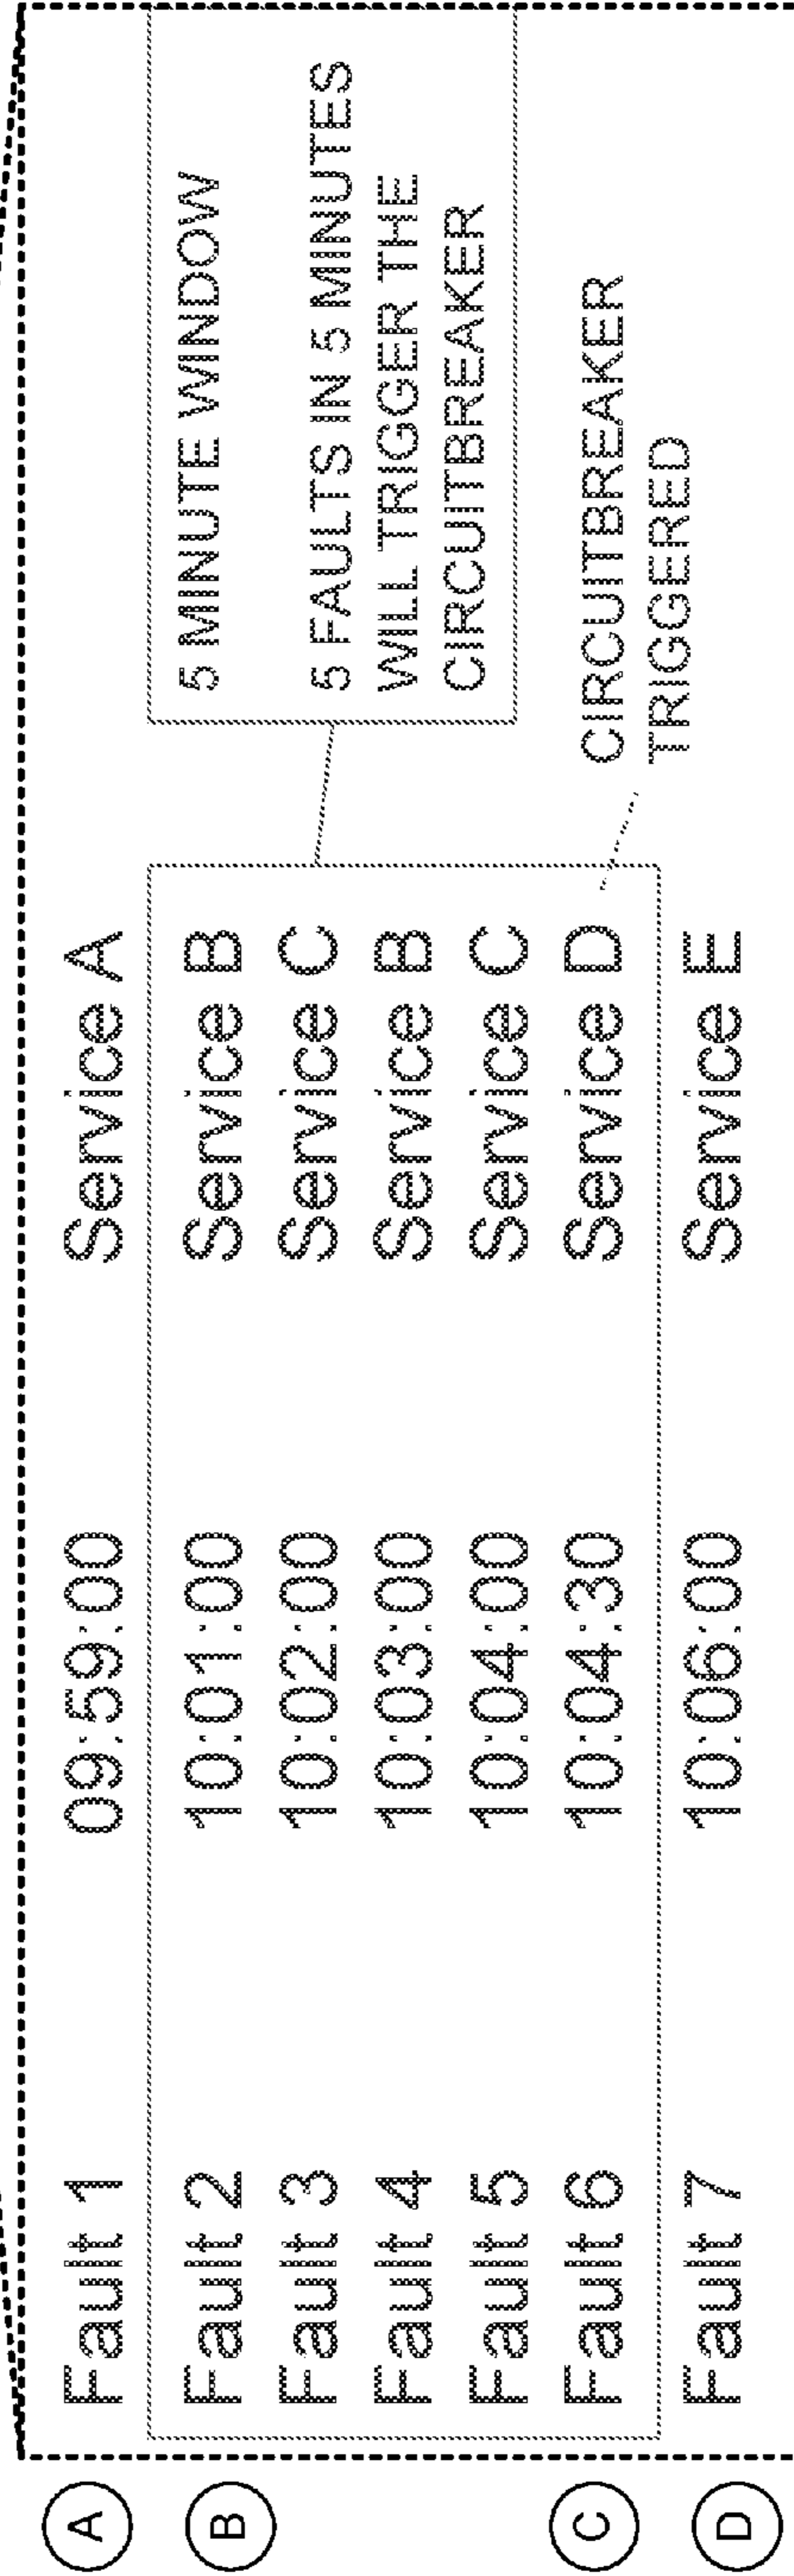 A Fault 1 09:59:00 Service A
B Fault 2 10:01:00 Service B
Fault 3 10:02:00 Service C
Fault 4 10:03:00 Service B
Fault 5 10:04:00 Service C
C Fault 6 10:04:30 Service D
D Fault 7 10:06:00 Service E
5 MINUTE WINDOW
5 FAULTS IN 5 MINUTES
WILL TRIGGER THE
CIRCUITBREAKER
CIRCUITBREAKER
TRIGGERED